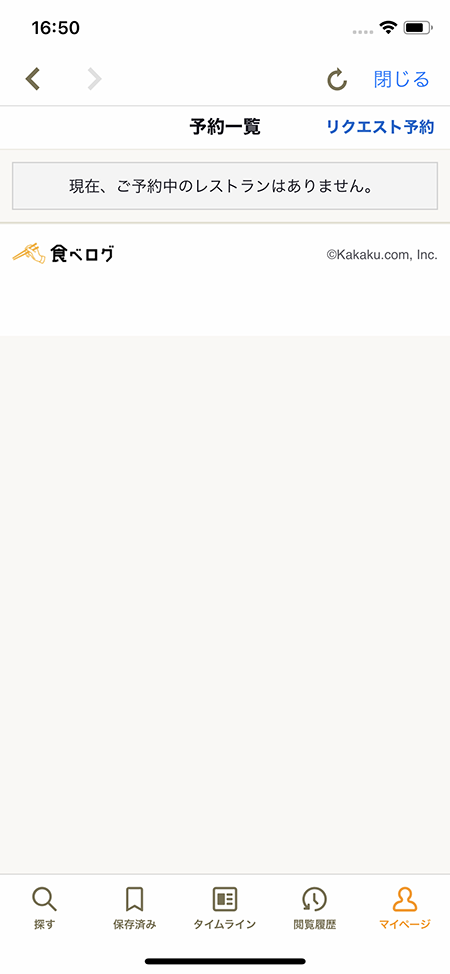 16:50
閉じる
予約一覧
リクエスト予約
現在、ご予約中のレストランはありません。
食べログ
©Kakaku.com, Inc.
探す
保存済み
タイムライン
閲覧履歴
マイページ